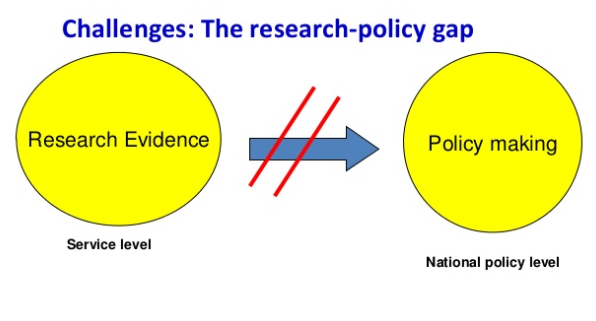 Challenges: The research-policy gap
Research Evidence
Policy making
Service level
National policy level